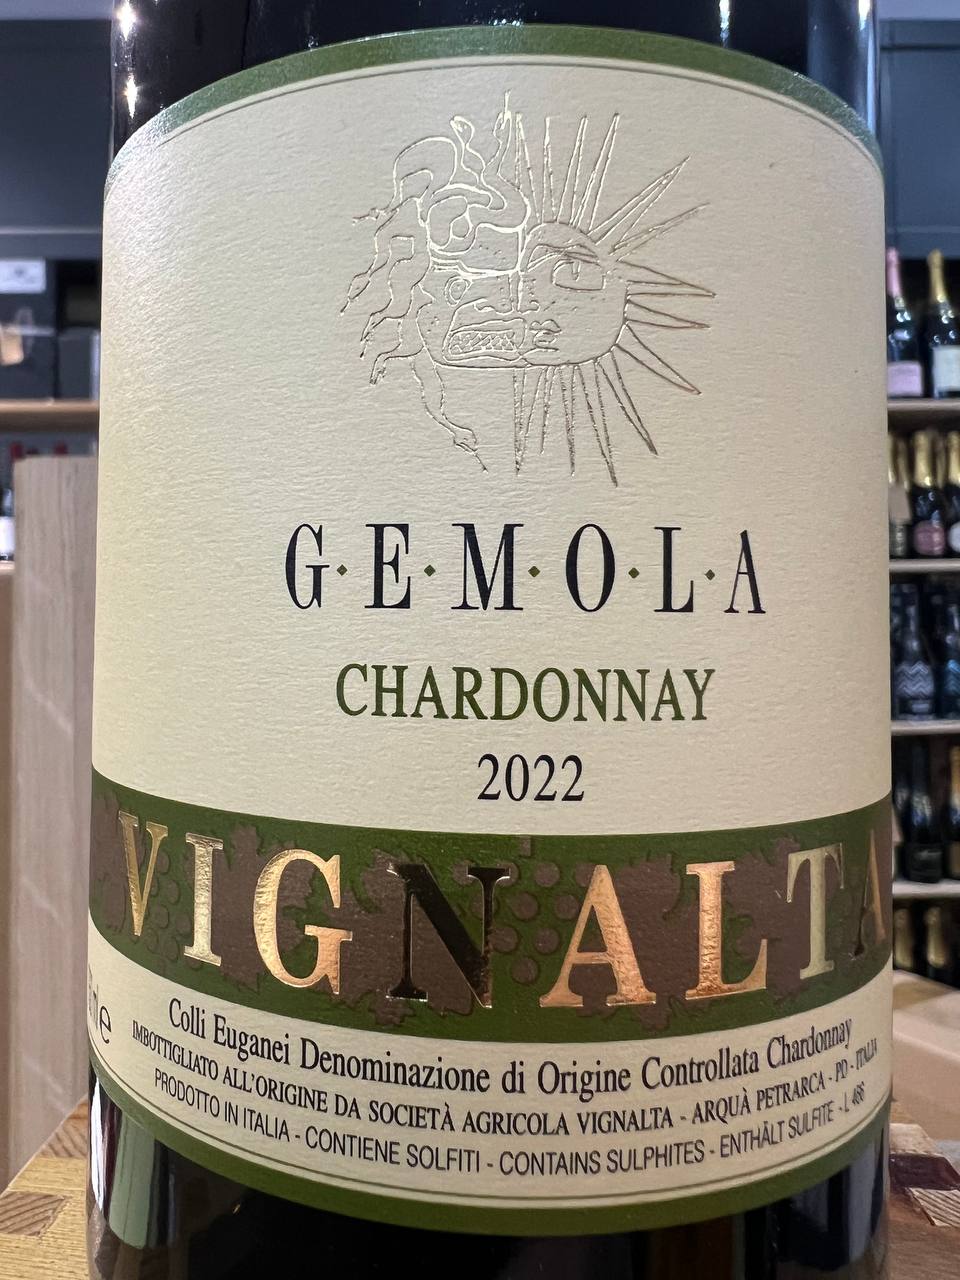 G·E·M·O·L·A
CHARDONNAY
2022
VIGNALTA
Colli Euganei Denominazione di Origine Controllata Chardonnay
IMBOTTIGLIATO ALL'ORIGINE DA SOCIETÀ AGRICOLA VIGNALTA - ARQUÀ PETRARCA - PD - ITALIA
PRODOTTO IN ITALIA - CONTIENE SOLFITI - CONTAINS SULPHITES - ENTHÄLT SULFITE - L 486